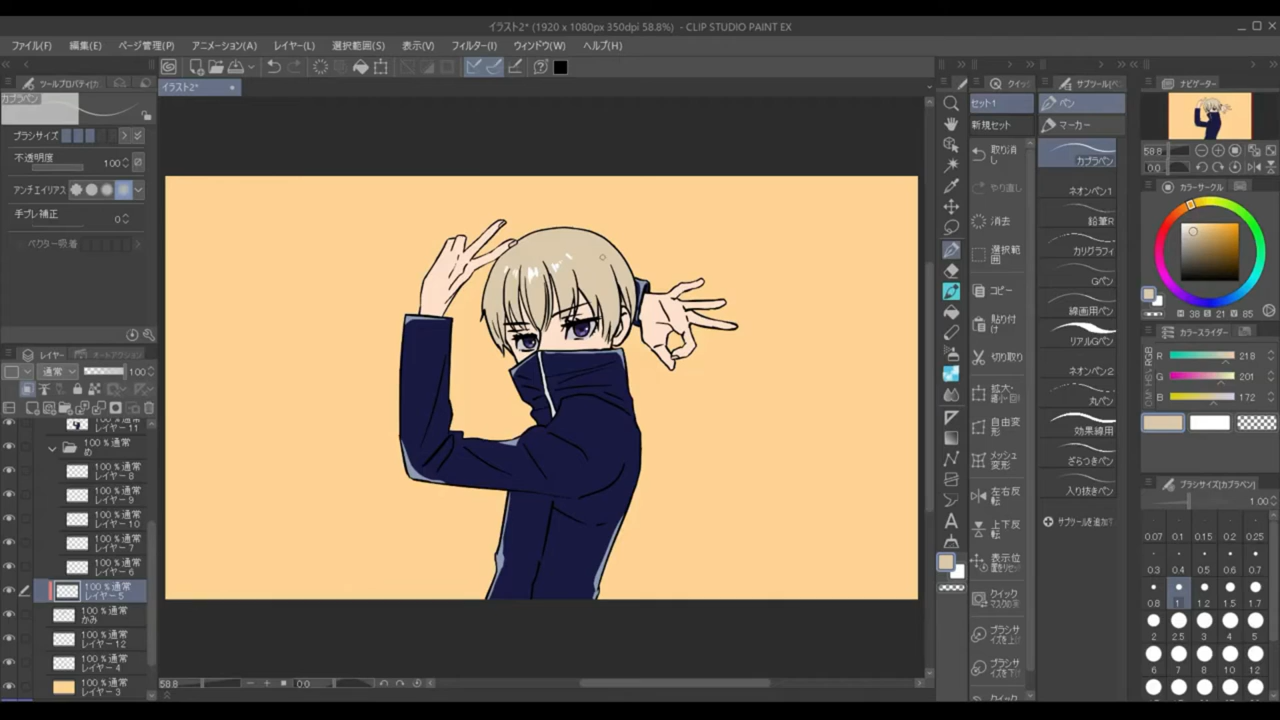 イラスト2* (1920 x 1080px 350dpi 58.8%) - CLIP STUDIO PAINT EX
ファイル(F) 編集(E) ページ管理(P) アニメーション(A) レイヤー(L) 選択範囲(S) 表示(V) フィルター(I) ウィンドウ(W) ヘルプ(H)
ツールプロパティ(カ
イラスト2*
クイッ
サブツール(ペ
ナビゲーター
カブラペン
セット1
ペン
ブラシサイズ
新規セット
マーカー
不透明度
100
取り消
し
カブラペン
58.8
アンチエイリアス
やり直し
ネオンペン1
0.0
手ブレ補正
0
消去
鉛筆R
カラーサークル
ベクター吸着
選択範
囲
カリグラフィ
コピー
Gペン
貼り付
け
線画用ペン
H 38 S 21 V 85
切り取り
リアルGペン
カラースライダー
レイヤー
オートアクション
RGB
R 218
通常
100
拡大・
縮小・回
ネオンペン2
G 201
自由変
形
丸ペン
B 172
レイヤー 11
効果線用
100 %通常
め
メッシュ
変形
ざらつきペン
100 %通常
レイヤー 8
左右反
転
入り抜きペン
ブラシサイズ(カブラペン)
100 %通常
レイヤー 9
1.00
100 %通常
レイヤー 10
上下反
転
サブツールを追加
0.07 0.1 0.15 0.2 0.25
100 %通常
レイヤー 7
表示位
置をリセ
0.3 0.4 0.5 0.6 0.7
100 %通常
レイヤー 6
100 %通常
レイヤー 5
クイック
マスクの
0.8 1 1.2 1.5 1.7
100 %通常
かみ
ブラシサ
イズを上
2 2.5 3 4 5
100 %通常
レイヤー 12
100 %通常
レイヤー 4
ブラシサ
イズを
6 7 8 10 12
100 %通常
レイヤー 3
58.8
0.0